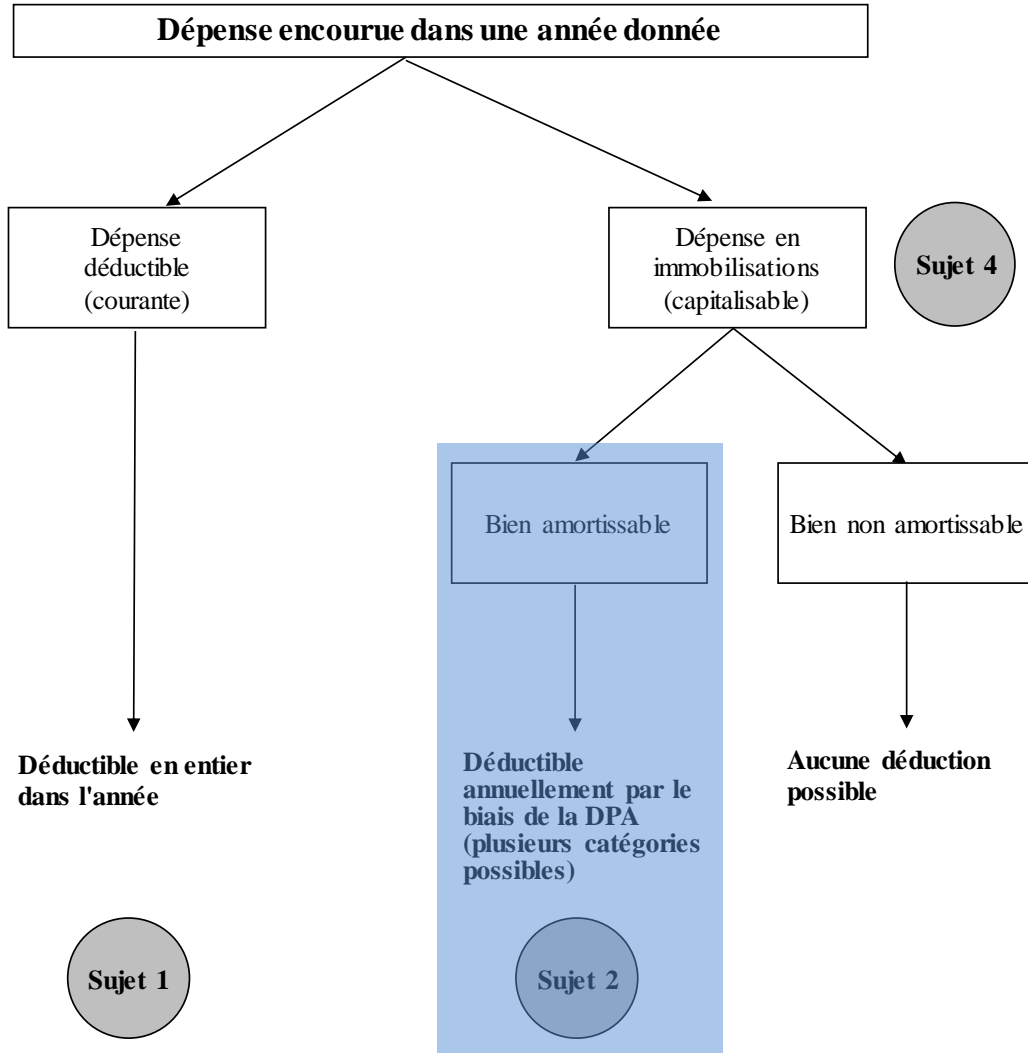 Dépense encourue dans une année donnée
Dépense
déductible
(courante)
Dépense en
immobilisations
(capitalisable)
Sujet 4
Bien amortissable
Bien non amortissable
Déductible en entier
dans l'année
Déductible
annuellement par le
biais de la DPA
(plusieurs catégories
possibles)
Aucune déduction
possible
Sujet 1
Sujet 2